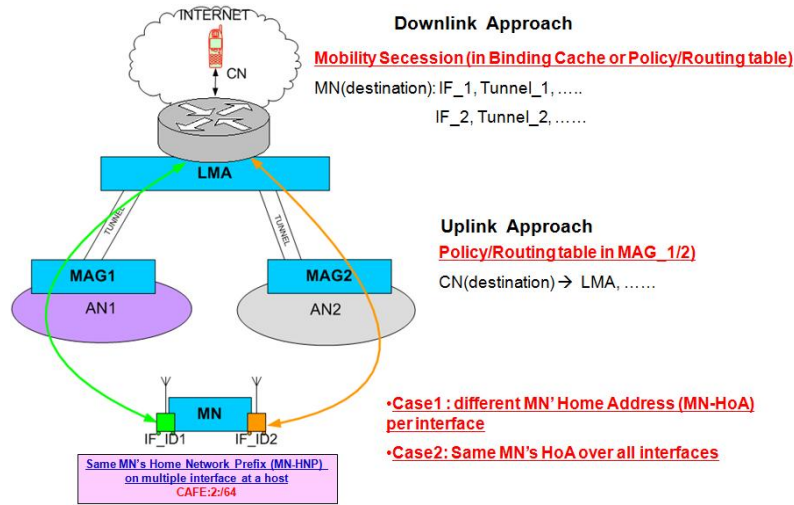 INTERNET
CN
Downlink Approach
Mobility Secession (in Binding Cache or Policy/Routing table)
MN(destination): IF_1, Tunnel_1, .....
IF_2, Tunnel_2, ......
LMA
TUNNEL
TUNNEL
MAG1
MAG2
AN1
AN2
Uplink Approach
Policy/Routing table in MAG_1/2)
CN(destination) → LMA, ......
MN
IF_ID1
IF_ID2
Same MN's Home Network Prefix (MN-HNP)
on multiple interface at a host
CAFE:2:/64
•Case1 : different MN' Home Address (MN-HoA)
per interface
•Case2: Same MN's HoA over all interfaces